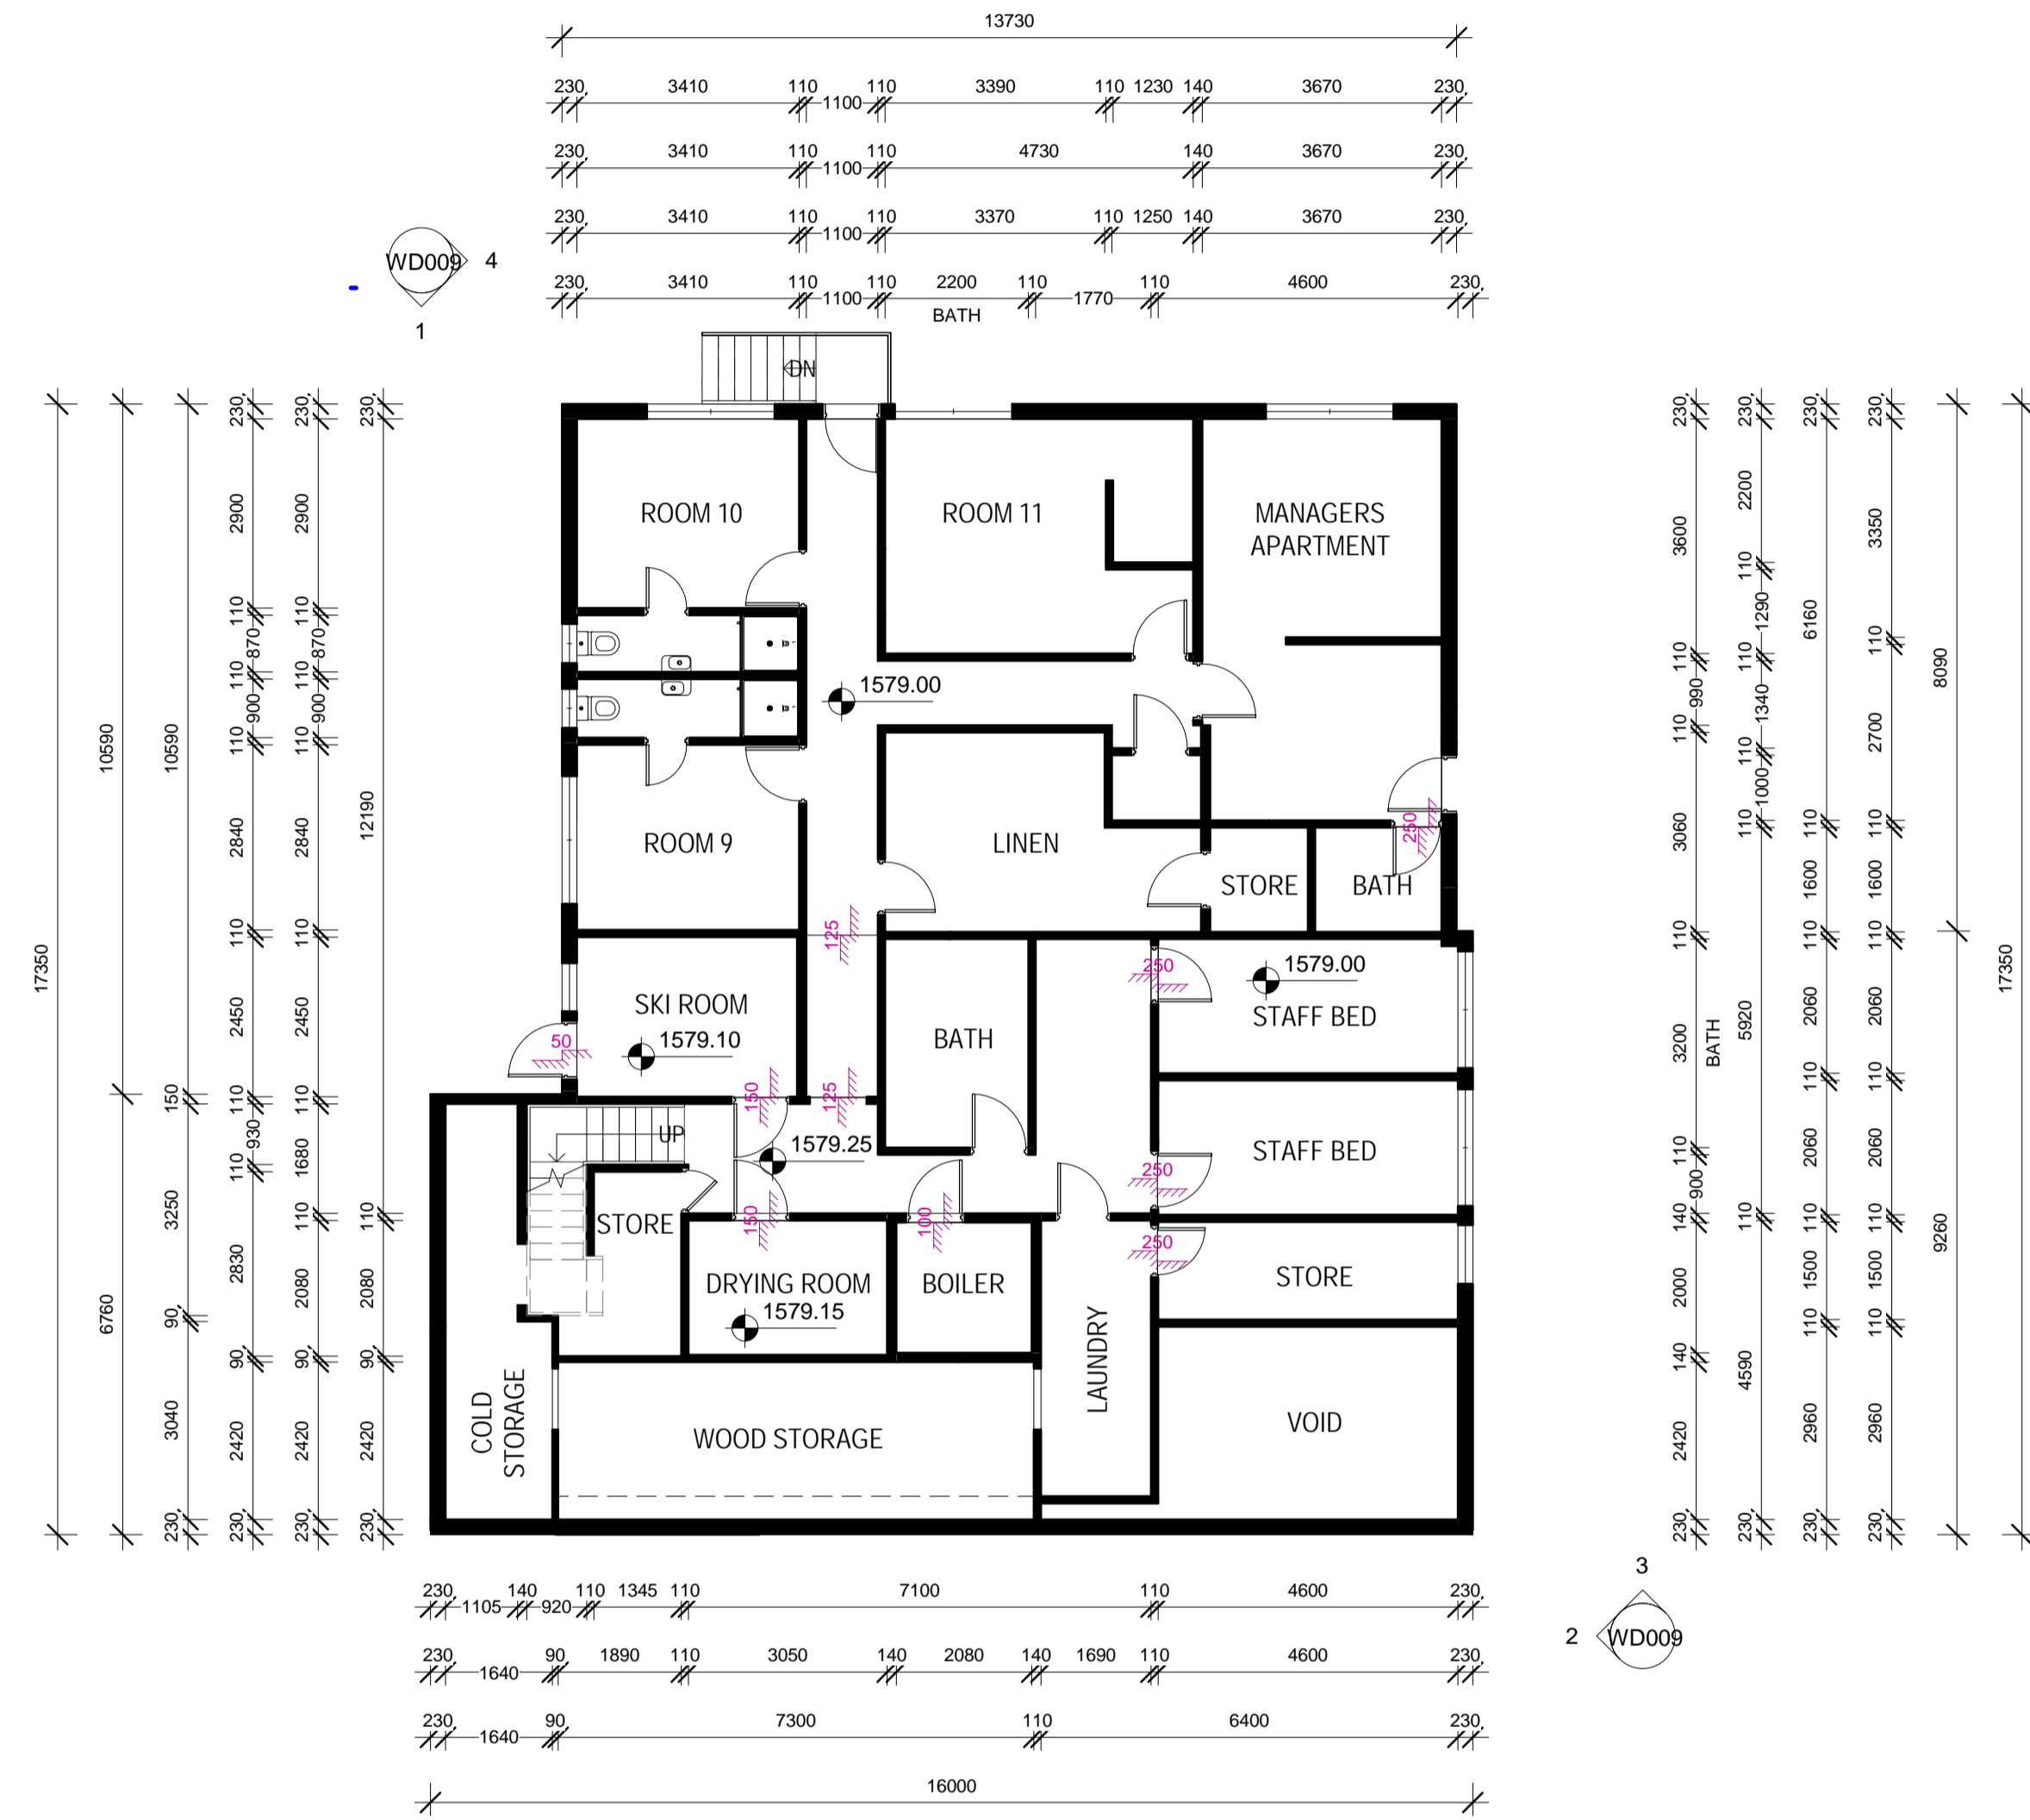 13730
230, 3410 110 1100 110 3390 110 1230 140 3670 230,
230, 3410 110 1100 110 4730 140 3670 230,
230, 3410 110 1100 110 3370 110 1250 140 3670 230,
230, 3410 110 1100 110 2200 110 1770 110 4600 230,
BATH
WD009 4
1
DN
17350
10590 6760
230, 10590 150 3250 90, 3040
230, 2900 110 870 110 900 110 2840 110 2450 110 930 110 2830 90, 2420 230,
230, 2900 110 870 110 900 110 2840 110 2450 110 1680 110 2080 90, 2420 230,
230, 12190 110 2080 90, 2420 230,
ROOM 10
ROOM 11
MANAGERS
APARTMENT
1579.00
ROOM 9
LINEN
STORE
BATH
250
125
SKI ROOM
1579.10
50
BATH
250
1579.00
STAFF BED
150
125
UP
1579.25
STAFF BED
250
STORE
150
100
250
DRYING ROOM
1579.15
BOILER
STORE
LAUNDRY
COLD
STORAGE
WOOD STORAGE
VOID
230, 3600 110 990 110 3060 110 3200 110 900 140 2000 140 2420 230,
BATH
230, 2200 110 1290 110 1340 110 1000 110 5920 110 4590 230,
230, 6160 110 1600 110 2060 110 2060 110 1500 110 2960 230,
230, 3350 110 2700 110 1600 110 2060 110 2060 110 1500 110 2960 230,
8090 9260
17350
3
2 WD009
230, 1105 140 920 110 1345 110 7100 110 4600 230,
230, 1640 90, 1890 110 3050 140 2080 140 1690 110 4600 230,
230, 1640 90, 7300 110 6400 230,
16000